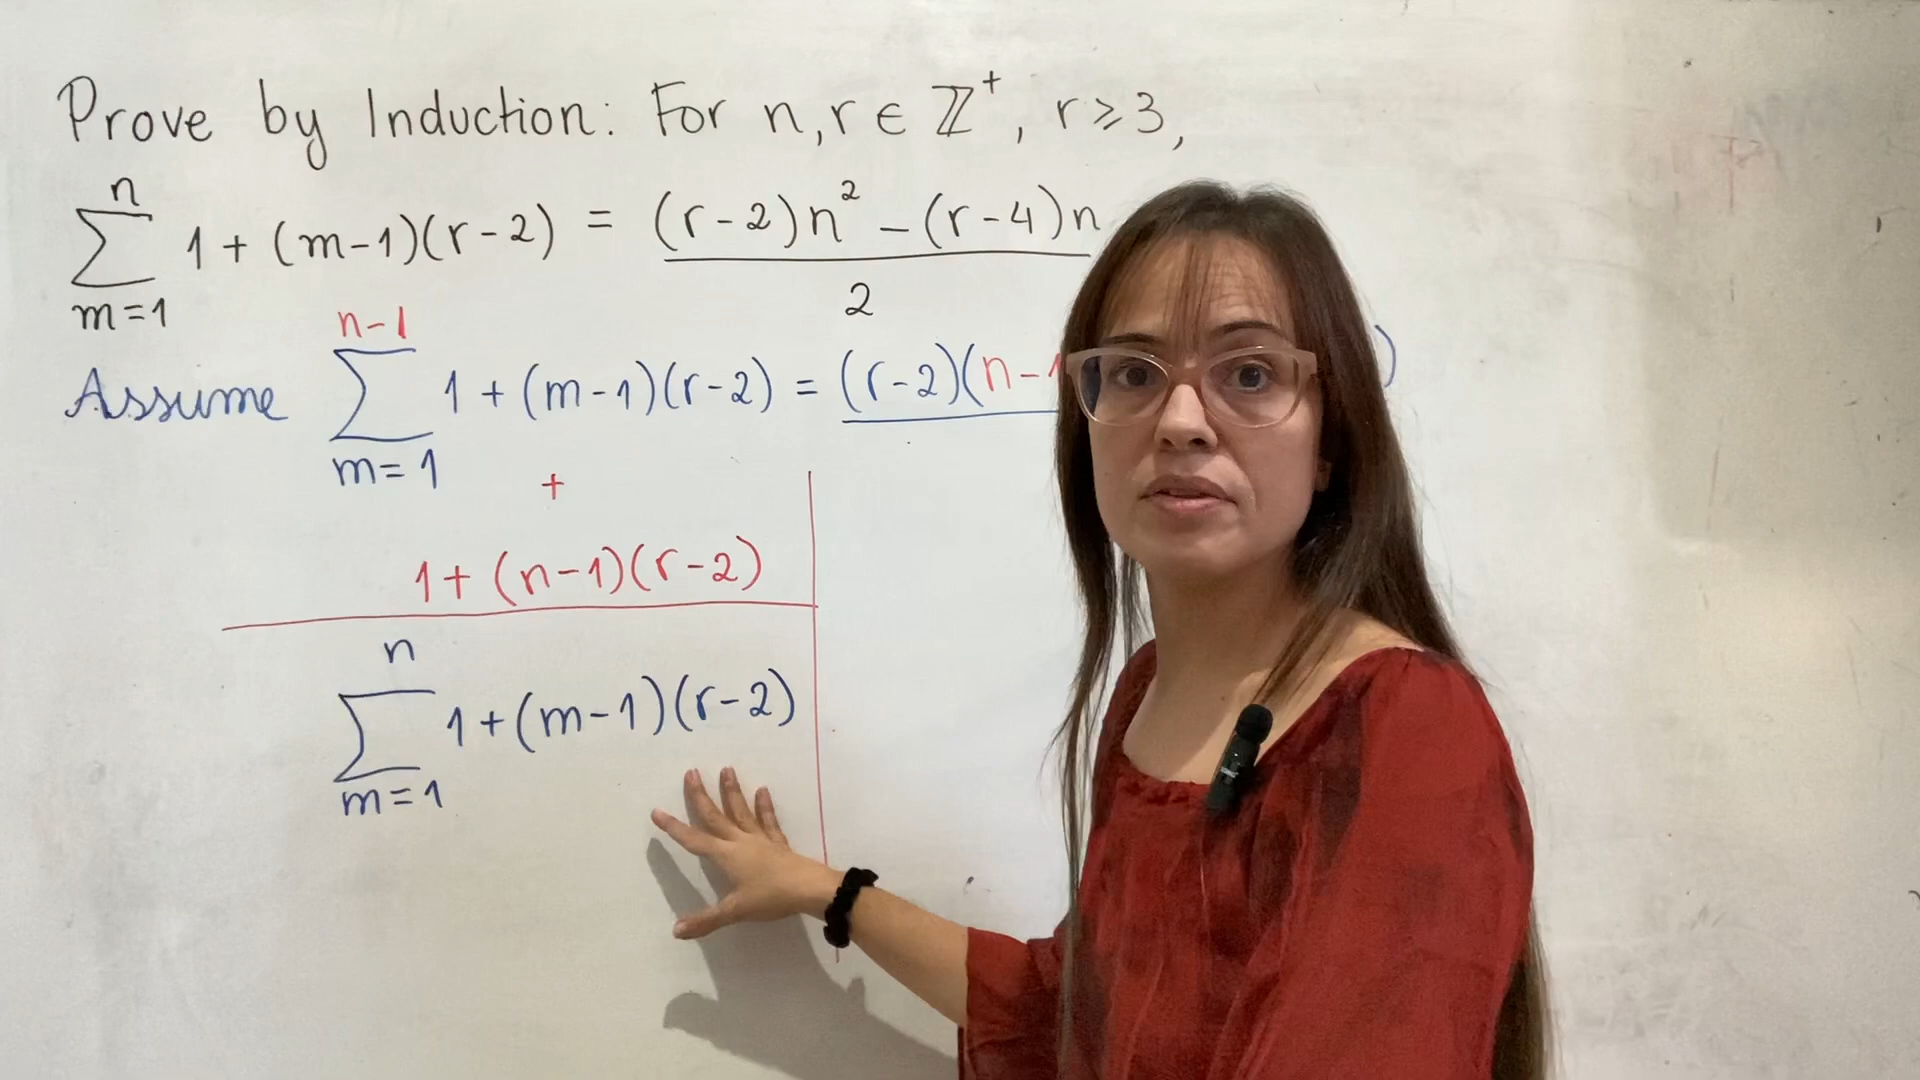 Prove by Induction: For n, r ∈ ℤ⁺, r ≥ 3,
n
∑ 1 + (m-1)(r-2) = (r-2)n² - (r-4)n
m=1 2
n-1
Assume ∑ 1 + (m-1)(r-2) = (r-2)(n- )
m=1
+
1 + (n-1)(r-2)
n
∑ 1 + (m-1)(r-2)
m=1